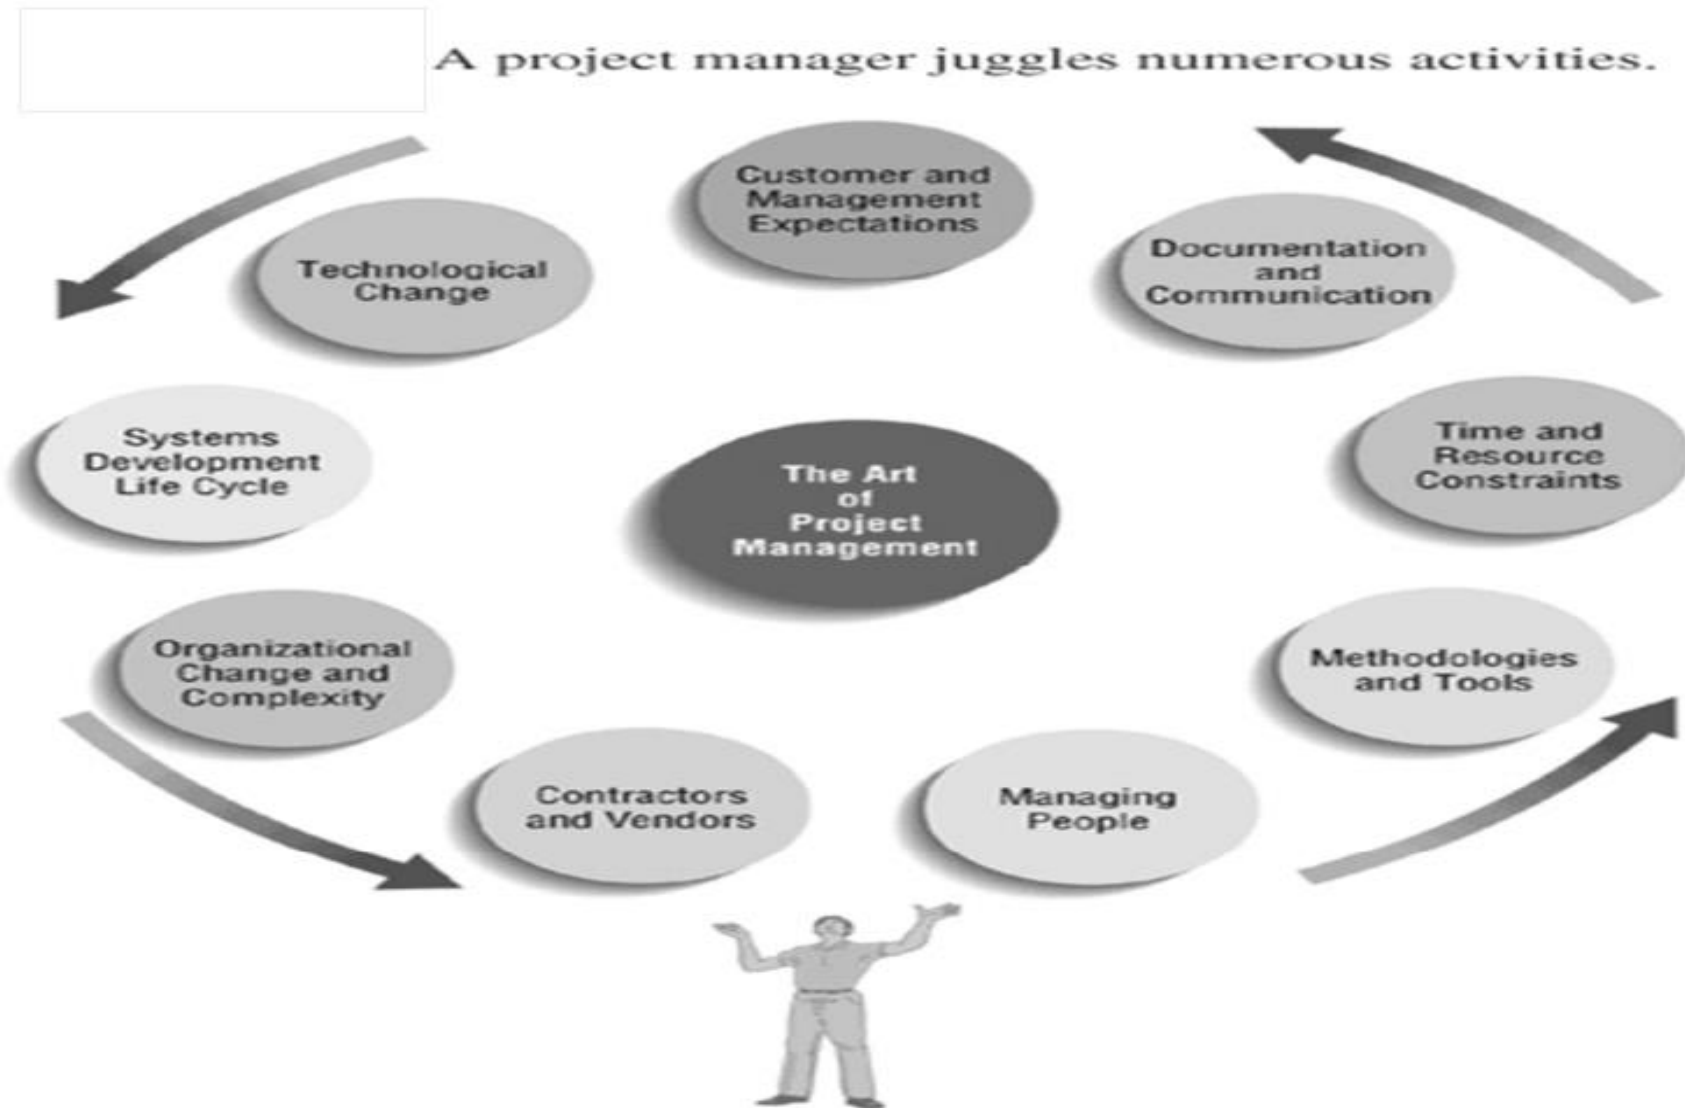 A project manager juggles numerous activities.
Customer and
Management
Expectations
Technological
Change
Documentation
and
Communication
Systems
Development
Life Cycle
The Art
of
Project
Management
Time and
Resource
Constraints
Organizational
Change and
Complexity
Methodologies
and Tools
Contractors
and Vendors
Managing
People